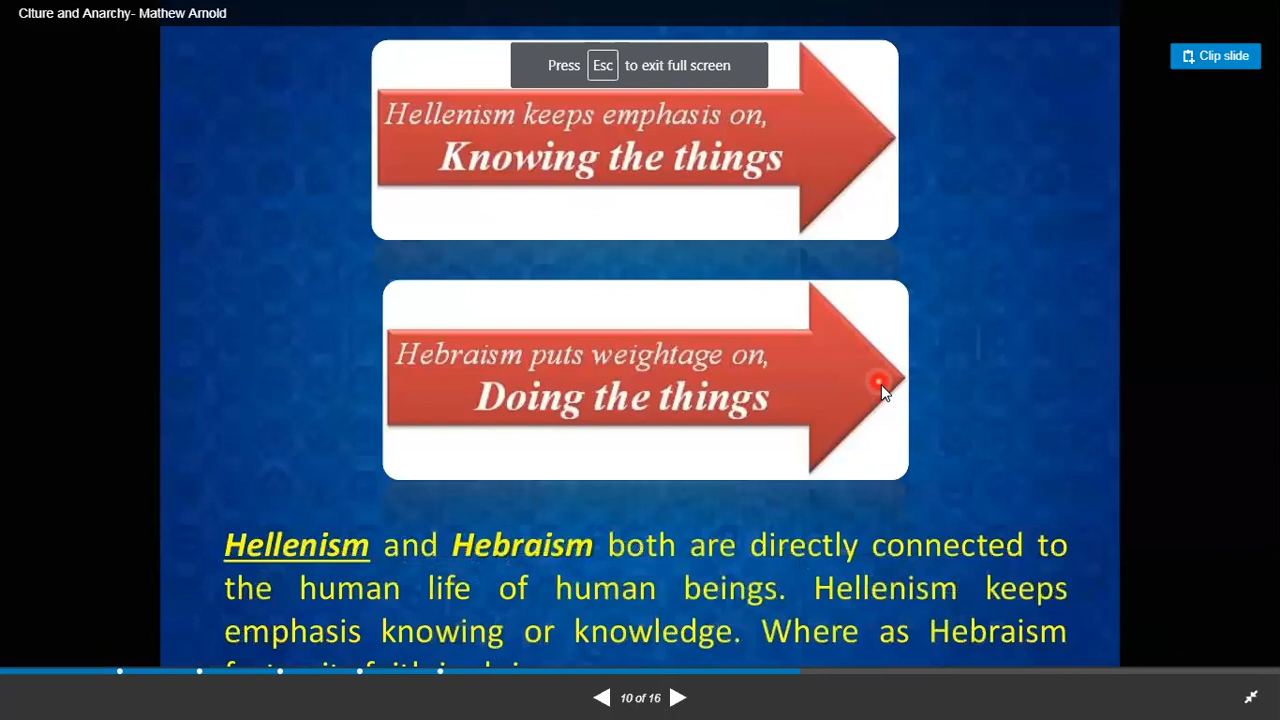 Clture and Anarchy- Mathew Arnold
Clip slide
Press Esc to exit full screen
Hellenism keeps emphasis on,
Knowing the things
Hebraism puts weightage on,
Doing the things
Hellenism and Hebraism both are directly connected to
the human life of human beings. Hellenism keeps
emphasis knowing or knowledge. Where as Hebraism
10 of 16